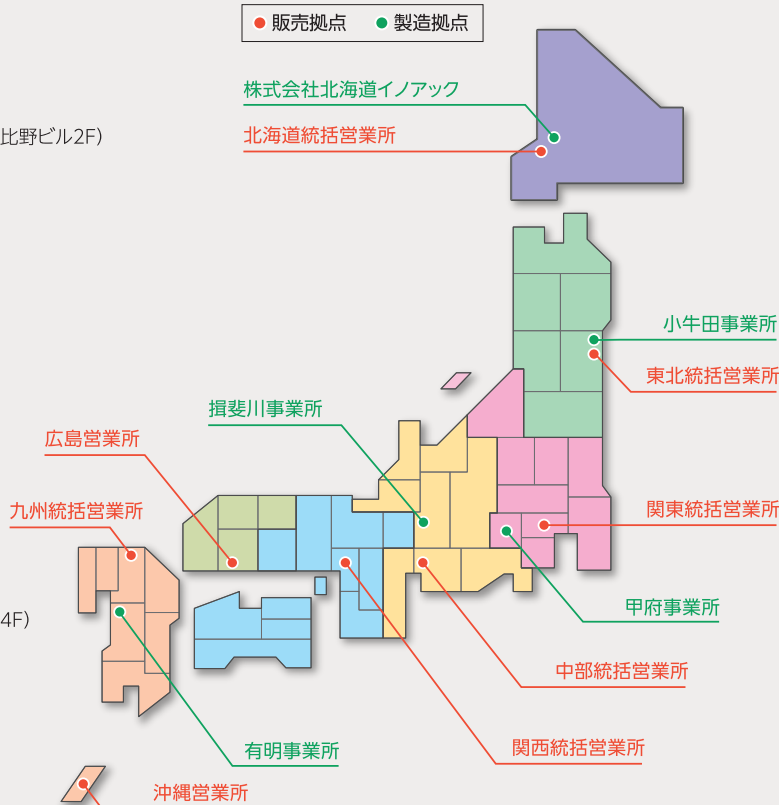 販売拠点 製造拠点
株式会社北海道イノアック
比野ビル2F)
北海道統括営業所
小牛田事業所
東北統括営業所
揖斐川事業所
広島営業所
九州統括営業所
関東統括営業所
甲府事業所
4F)
中部統括営業所
関西統括営業所
有明事業所
沖縄営業所